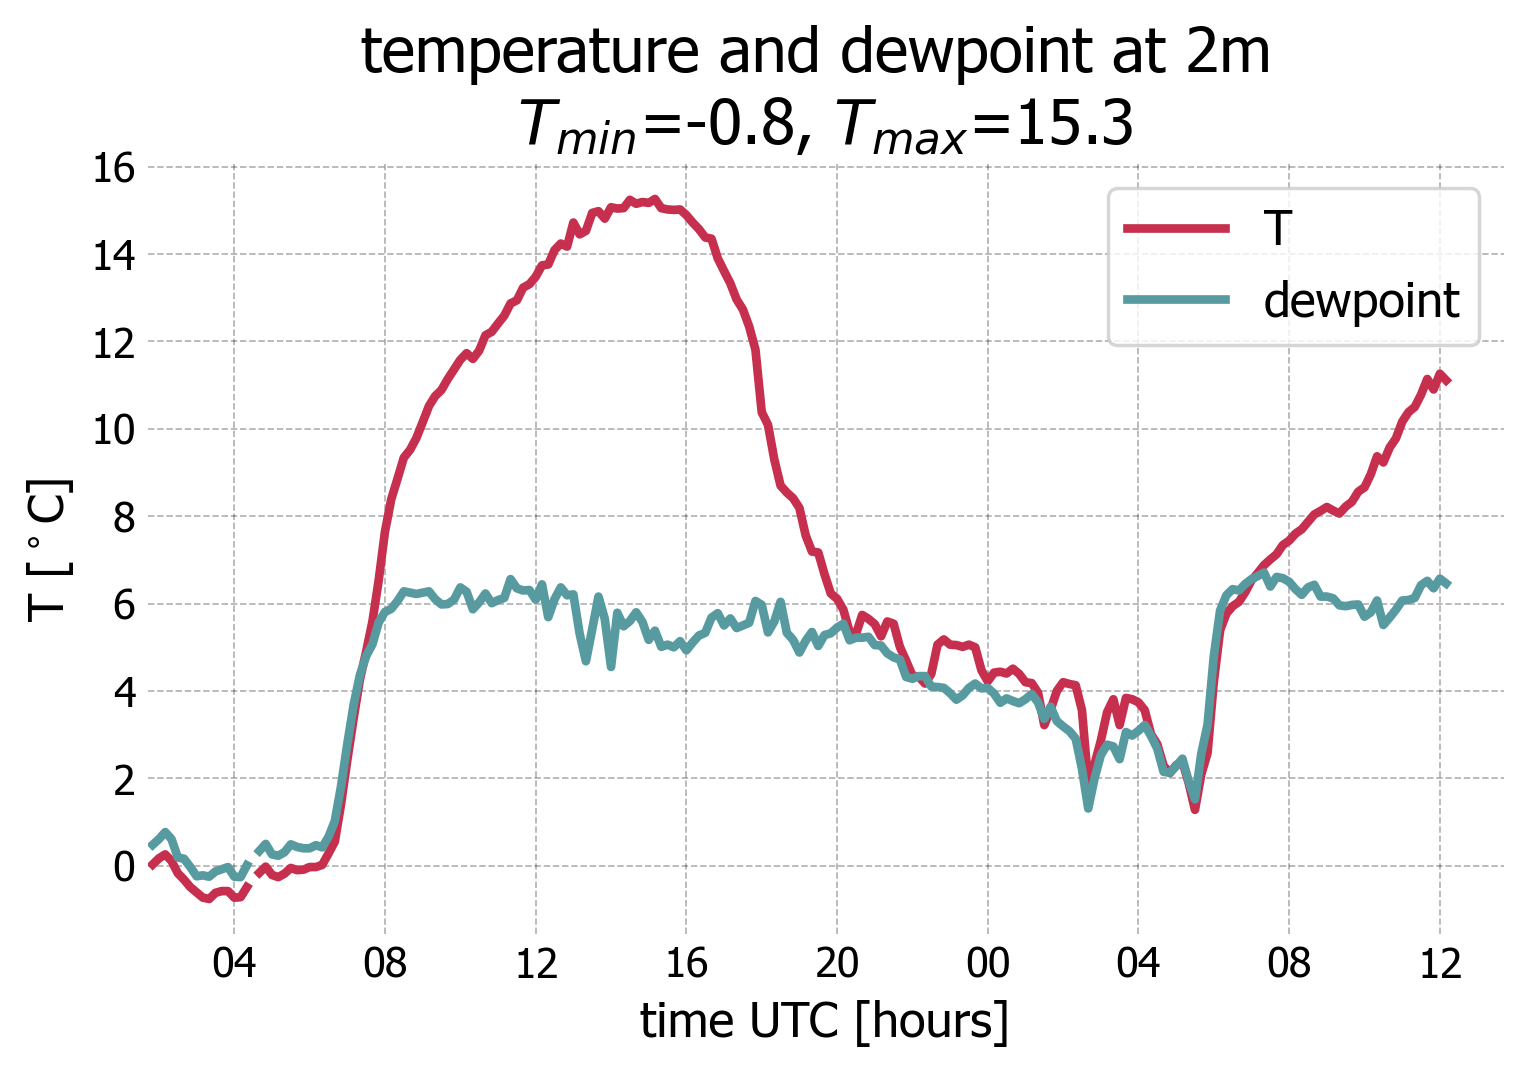 temperature and dewpoint at 2m
T_min=-0.8, T_max=15.3
16
14
12
10
8
6
4
2
0
T [°C]
T
dewpoint
04 08 12 16 20 00 04 08 12
time UTC [hours]